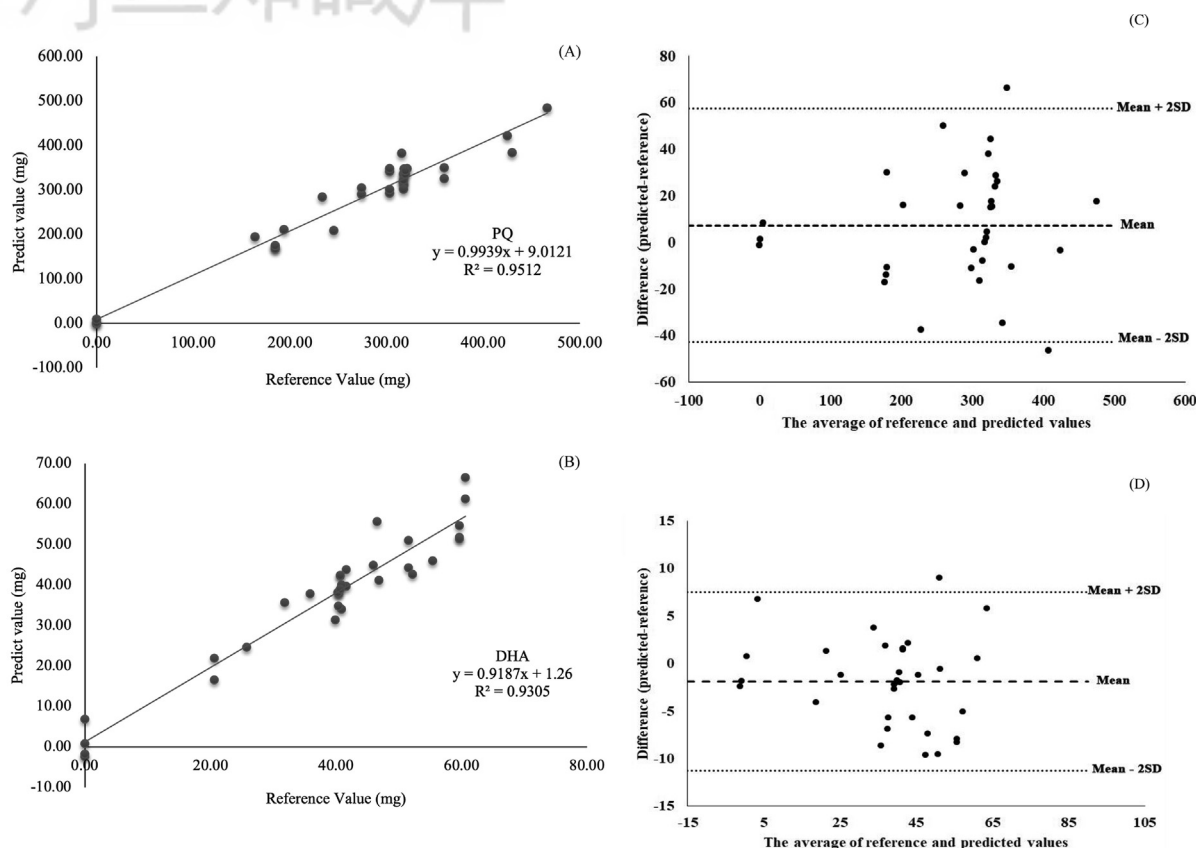 (C)
(A)
600.00
500.00
400.00
300.00
200.00
100.00
0.00
-100.00
Predict value (mg)
0.00 100.00 200.00 300.00 400.00 500.00
Reference Value (mg)
PQ
y = 0.9939x + 9.0121
R² = 0.9512
80
60
40
20
0
-20
-40
-60
Difference (predicted-reference)
Mean + 2SD
Mean
Mean - 2SD
-100 0 100 200 300 400 500 600
The average of reference and predicted values
(B)
70.00
60.00
50.00
40.00
30.00
20.00
10.00
0.00
-10.00
Predict value (mg)
0.00 20.00 40.00 60.00 80.00
Reference Value (mg)
DHA
y = 0.9187x + 1.26
R² = 0.9305
(D)
15
10
5
0
-5
-10
-15
Difference (predicted-reference)
Mean + 2SD
Mean
Mean - 2SD
-15 5 25 45 65 85 105
The average of reference and predicted values